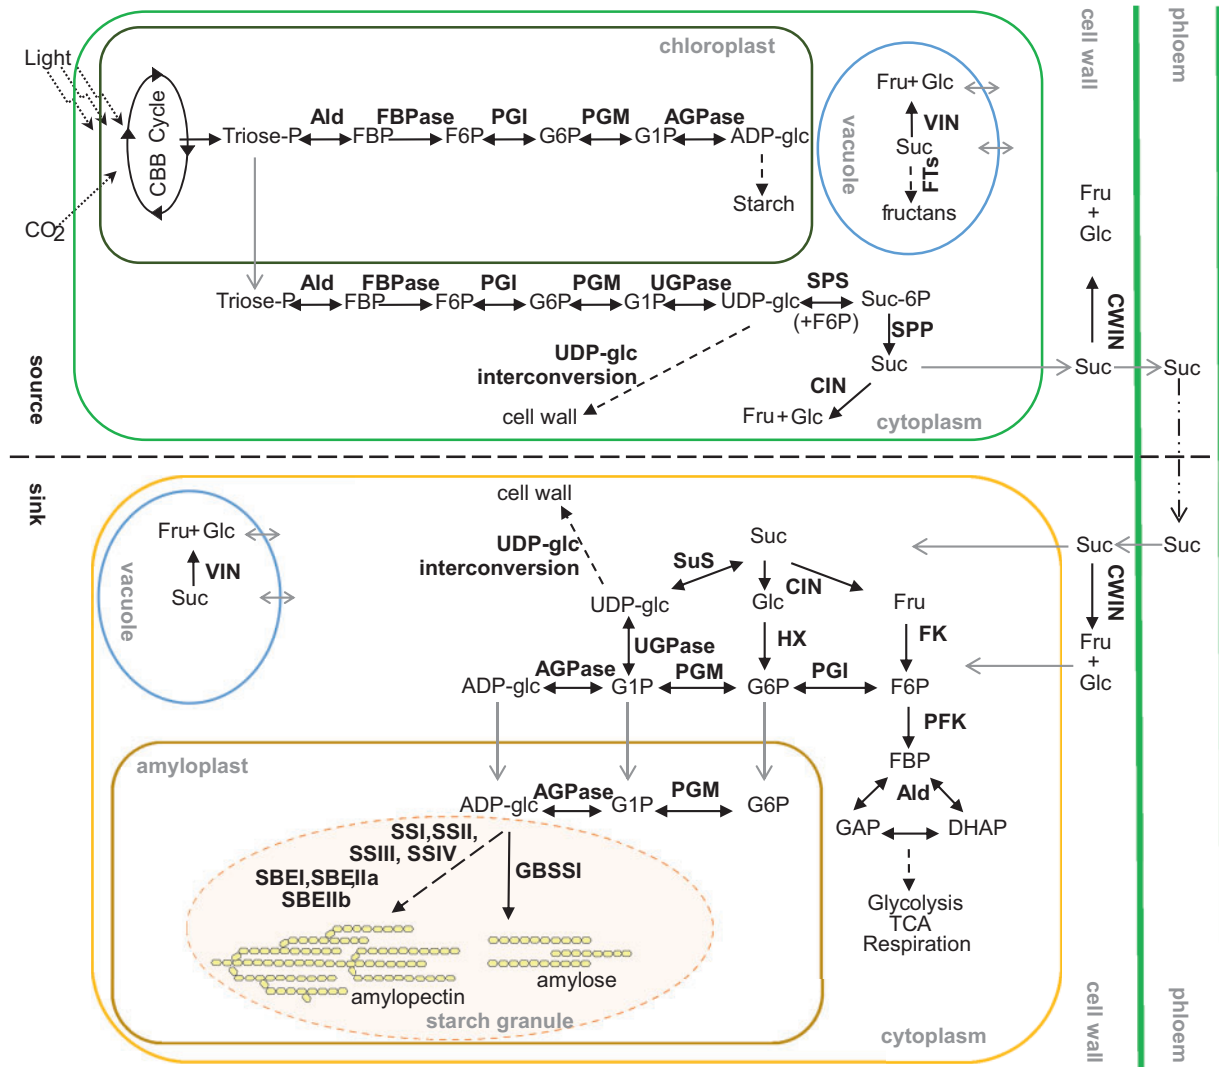 cell wall
phloem
chloroplast
Light
CBB Cycle
CO2
Ald FBPase PGI PGM AGPase
Triose-P FBP F6P G6P G1P ADP-glc
Starch
vacuole
Fru+ Glc
VIN
Suc
FTs
fructans
Fru
+
Glc
CWIN
Ald FBPase PGI PGM UGPase SPS
Triose-P FBP F6P G6P G1P UDP-glc Suc-6P
(+F6P)
SPP
UDP-glc
interconversion
Suc
CIN
cell wall
Fru+Glc
cytoplasm
Suc
Suc
source
sink
cell wall
Fru+ Glc
VIN
Suc
vacuole
UDP-glc
interconversion
SuS
Suc
CIN
UDP-glc Glc Fru
Suc
Suc
CWIN
Fru
+
Glc
UGPase HX FK
AGPase PGM PGI
ADP-glc G1P G6P F6P
PFK
FBP
Ald
GAP DHAP
Glycolysis
TCA
Respiration
amyloplast
AGPase PGM
ADP-glc G1P G6P
SSI,SSII,
SSIII, SSIV
SBEI,SBEIIa,
SBEIIb
GBSSI
amylopectin
amylose
starch granule
cytoplasm
cell wall
phloem